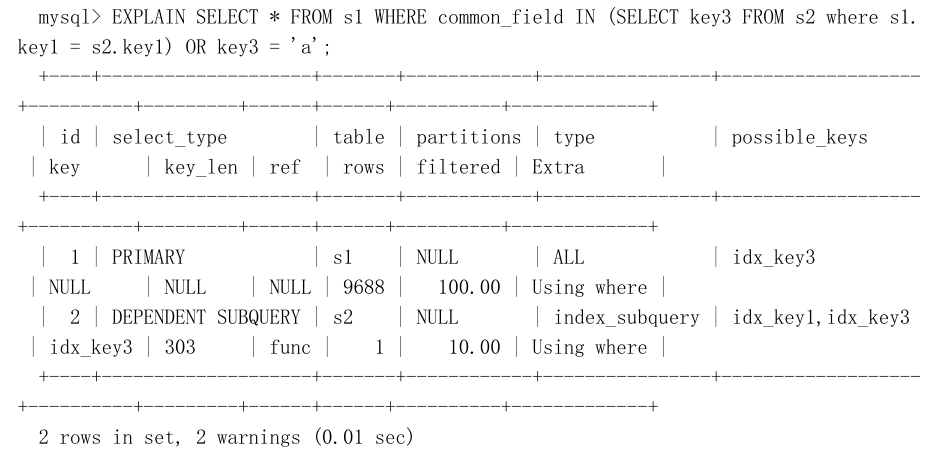 mysql> EXPLAIN SELECT * FROM s1 WHERE common_field IN (SELECT key3 FROM s2 where s1.
key1 = s2.key1) OR key3 = 'a';
+----+--------------------+-------+------------+----------------+-------------------
+----------+---------+------+------+----------+-------------+
| id | select_type        | table | partitions | type           | possible_keys
| key      | key_len | ref  | rows | filtered | Extra       |
+----+--------------------+-------+------------+----------------+-------------------
+----------+---------+------+------+----------+-------------+
|  1 | PRIMARY            | s1    | NULL       | ALL            | idx_key3
| NULL     | NULL    | NULL | 9688 |   100.00 | Using where |
|  2 | DEPENDENT SUBQUERY | s2    | NULL       | index_subquery | idx_key1,idx_key3
| idx_key3 | 303     | func |    1 |    10.00 | Using where |
+----+--------------------+-------+------------+----------------+-------------------
+----------+---------+------+------+----------+-------------+
2 rows in set, 2 warnings (0.01 sec)